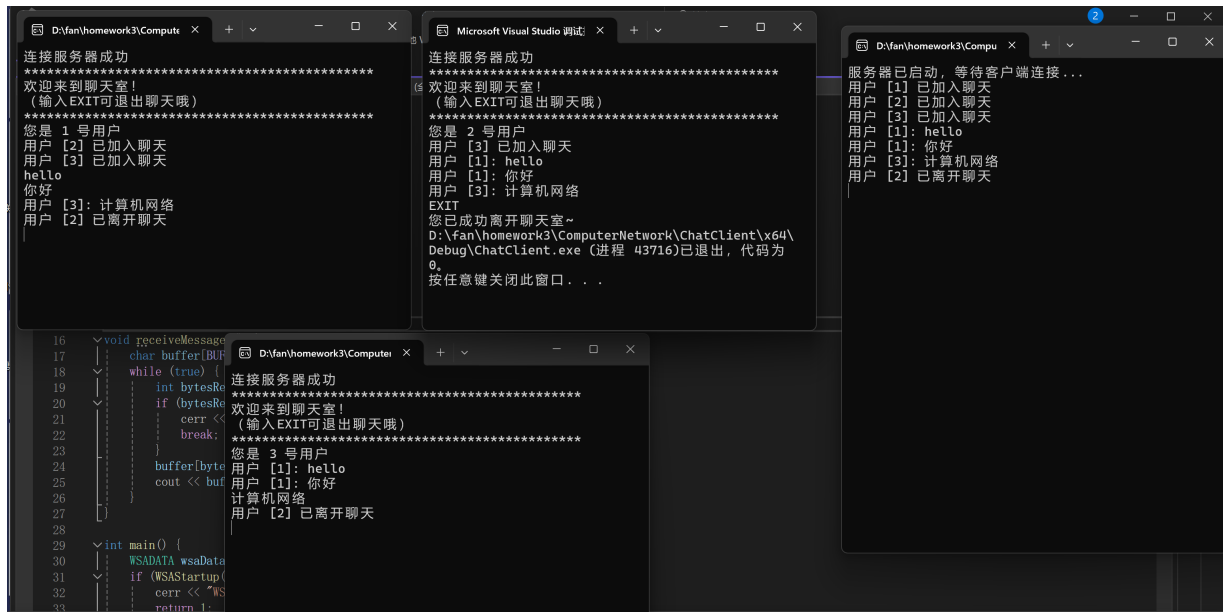 D:\fan\homework3\Compute
连接服务器成功
***********************************************
欢迎来到聊天室！
（输入EXIT可退出聊天哦）
***********************************************
您是 1 号用户
用户 [2] 已加入聊天
用户 [3] 已加入聊天
hello
你好
用户 [3]: 计算机网络
用户 [2] 已离开聊天
Microsoft Visual Studio 调试
连接服务器成功
***********************************************
欢迎来到聊天室！
（输入EXIT可退出聊天哦）
***********************************************
您是 2 号用户
用户 [3] 已加入聊天
用户 [1]: hello
用户 [1]: 你好
用户 [3]: 计算机网络
EXIT
您已成功离开聊天室~
D:\fan\homework3\ComputerNetwork\ChatClient\x64\
Debug\ChatClient.exe (进程 43716)已退出，代码为
0。
按任意键关闭此窗口. . .
2
D:\fan\homework3\Compu
服务器已启动，等待客户端连接...
用户 [1] 已加入聊天
用户 [2] 已加入聊天
用户 [3] 已加入聊天
用户 [1]: hello
用户 [1]: 你好
用户 [3]: 计算机网络
用户 [2] 已离开聊天
D:\fan\homework3\Computer
连接服务器成功
***********************************************
欢迎来到聊天室！
（输入EXIT可退出聊天哦）
***********************************************
您是 3 号用户
用户 [1]: hello
用户 [1]: 你好
计算机网络
用户 [2] 已离开聊天
16 void receiveMessage
17 char buffer[BUF
18 while (true) {
19 int bytesRe
20 if (bytesRe
21 cerr <<
22 break;
23 }
24 buffer[byte
25 cout << buf
26 }
27 }
28
29 int main() {
30 WSADATA wsaData
31 if (WSAStartup(
32 cerr << "WS
33 return 1;